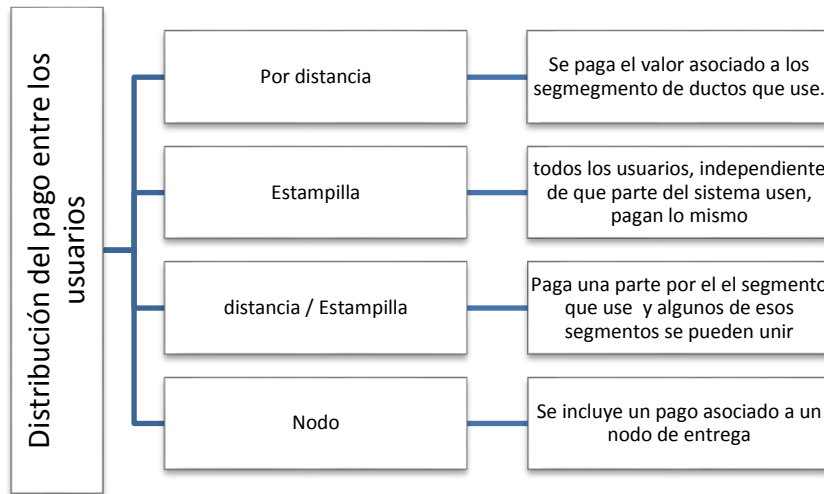 Distribución del pago entre los
usuarios
Por distancia
Se paga el valor asociado a los
segmegmento de ductos que use.
Estampilla
todos los usuarios, independiente
de que parte del sistema usen,
pagan lo mismo
distancia / Estampilla
Paga una parte por el el segmento
que use y algunos de esos
segmentos se pueden unir
Nodo
Se incluye un pago asociado a un
nodo de entrega